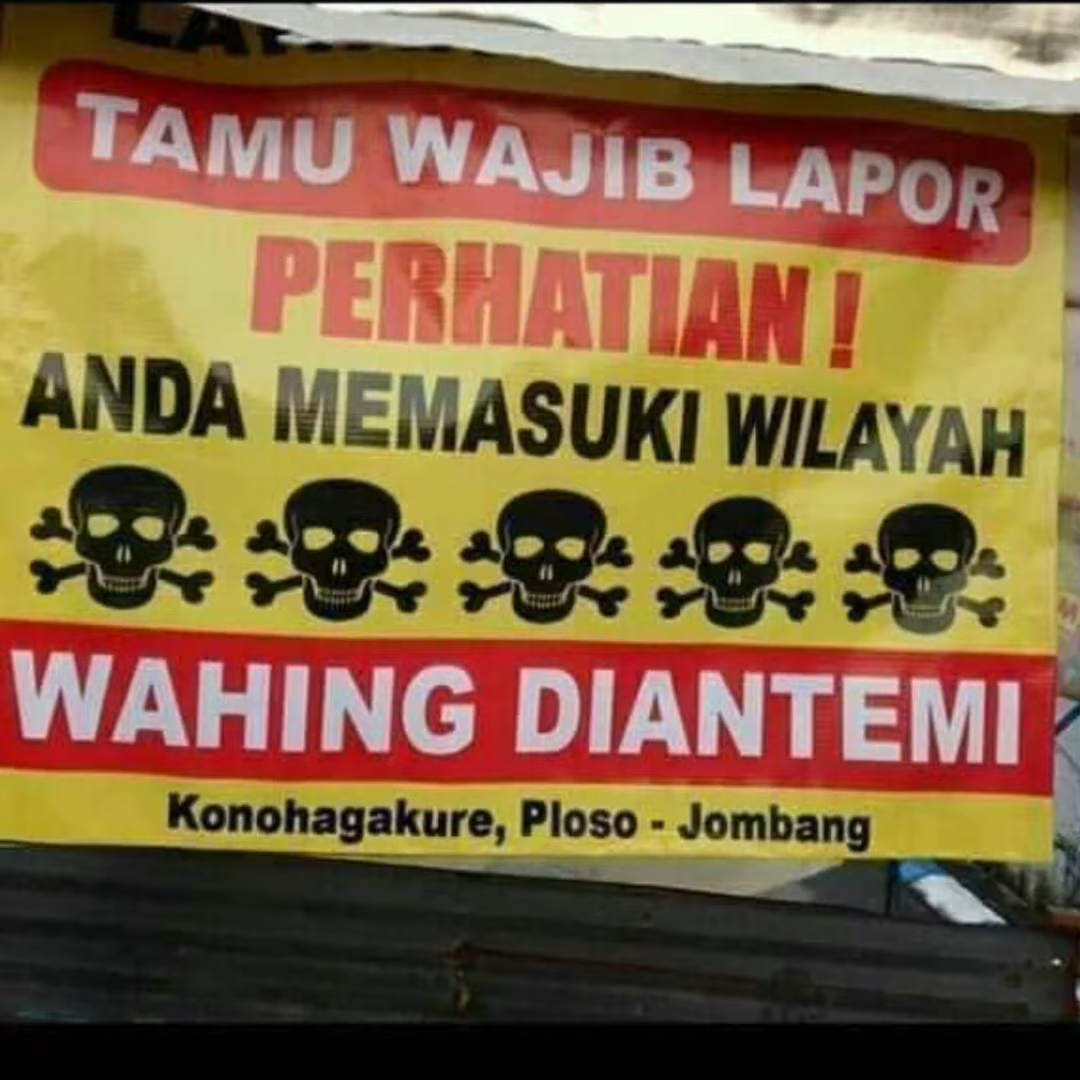 TAMU WAJIB LAPOR
PERHATIAN !
ANDA MEMASUKI WILAYAH
WAHING DIANTEMI
Konohagakure, Ploso - Jombang